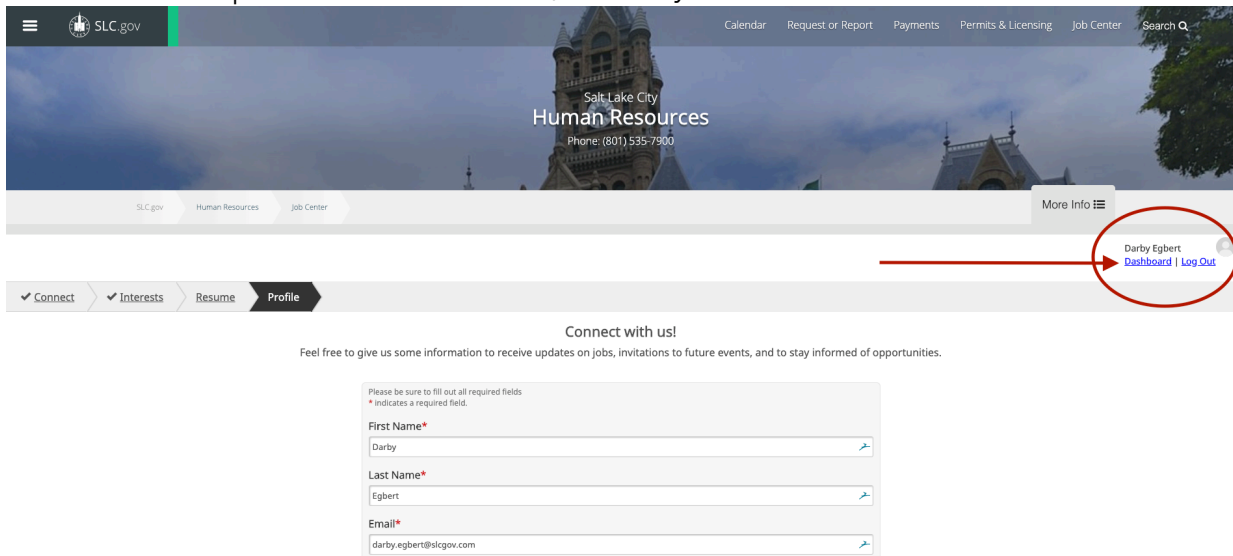 SLC.gov
Calendar Request or Report Payments Permits & Licensing Job Center Search
Salt Lake City
Human Resources
Phone: (801) 535-7900
SLC.gov Human Resources Job Center
More Info
Darby Egbert
Dashboard | Log Out
✔ Connect ✔ Interests Resume Profile
Connect with us!
Feel free to give us some information to receive updates on jobs, invitations to future events, and to stay informed of opportunities.
Please be sure to fill out all required fields
* indicates a required field.
First Name*
Darby
Last Name*
Egbert
Email*
darby.egbert@slcgov.com